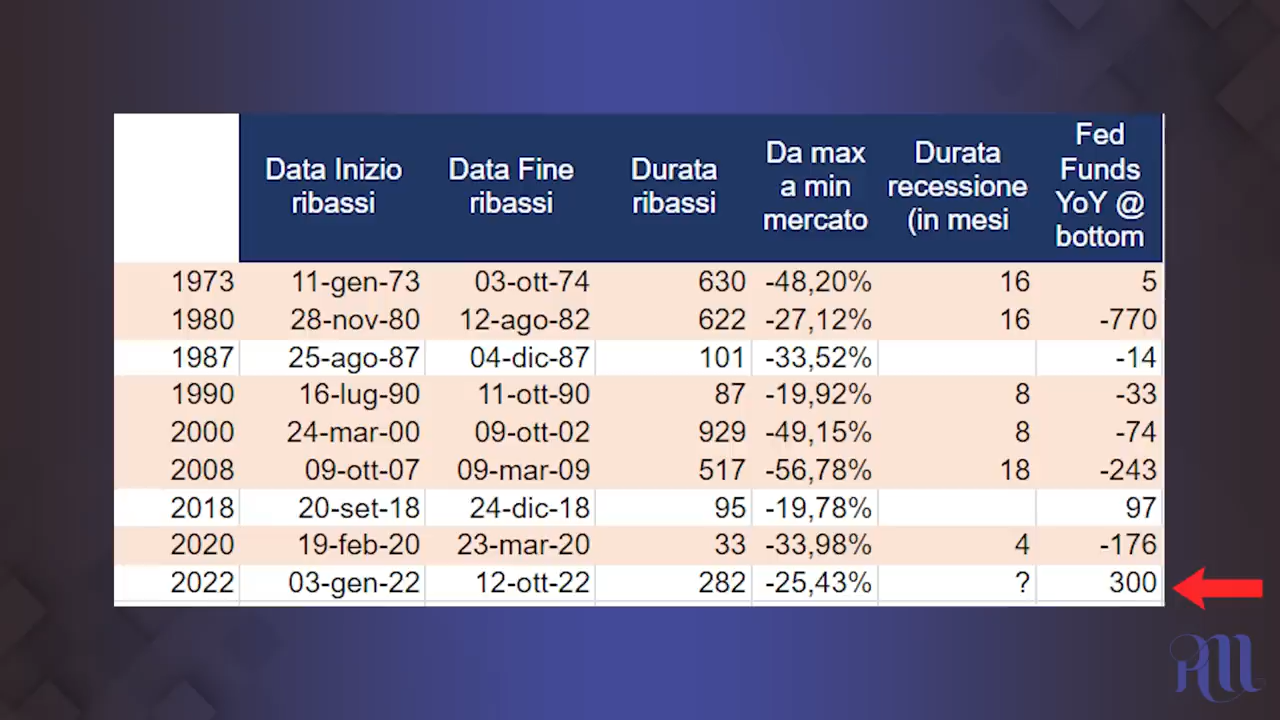 Data Inizio ribassi Data Fine ribassi Durata ribassi Da max a min mercato Durata recessione (in mesi Fed Funds YoY @ bottom
1973 11-gen-73 03-ott-74 630 -48,20% 16 5
1980 28-nov-80 12-ago-82 622 -27,12% 16 -770
1987 25-ago-87 04-dic-87 101 -33,52% -14
1990 16-lug-90 11-ott-90 87 -19,92% 8 -33
2000 24-mar-00 09-ott-02 929 -49,15% 8 -74
2008 09-ott-07 09-mar-09 517 -56,78% 18 -243
2018 20-set-18 24-dic-18 95 -19,78% 97
2020 19-feb-20 23-mar-20 33 -33,98% 4 -176
2022 03-gen-22 12-ott-22 282 -25,43% ? 300